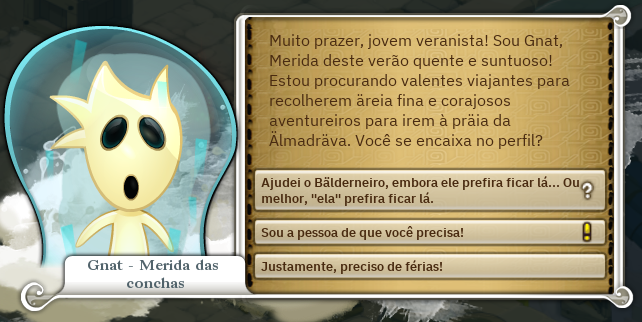 Muito prazer, jovem veranista! Sou Gnat,
Merida deste verão quente e suntuoso!
Estou procurando valentes viajantes para
recolherem äreia fina e corajosos
aventureiros para irem à präia da
Älmadräva. Você se encaixa no perfil?
Ajudei o Bälderneiro, embora ele prefira ficar lá... Ou
melhor, "ela" prefira ficar lá.
Sou a pessoa de que você precisa!
Justamente, preciso de férias!
Gnat - Merida das
conchas